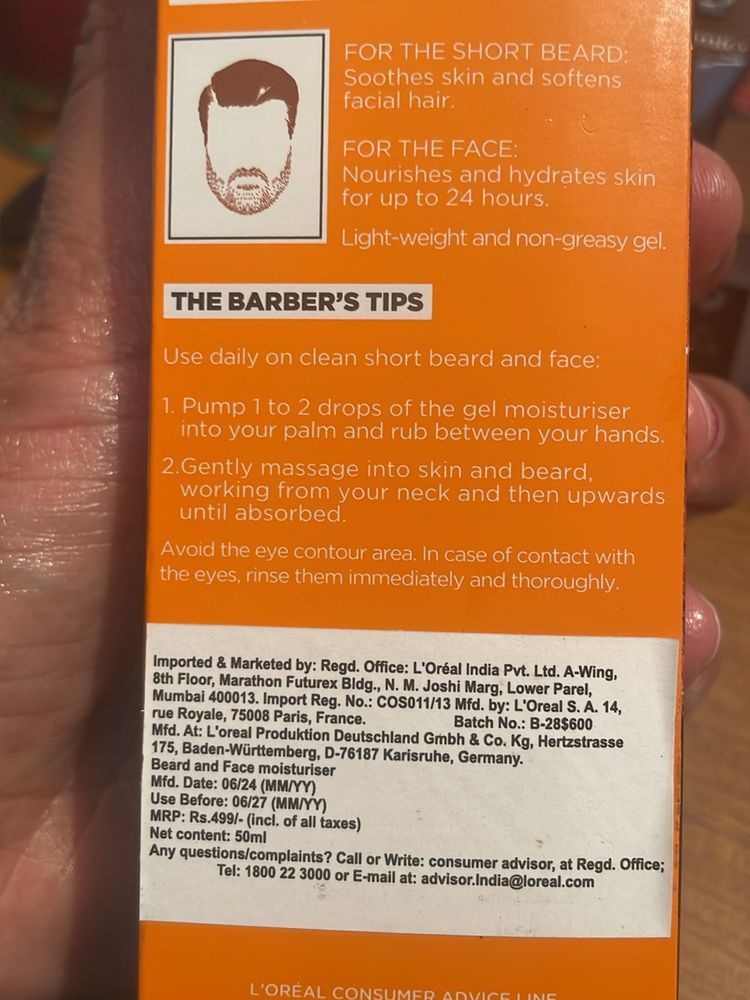 FOR THE SHORT BEARD:
Soothes skin and softens
facial hair.
FOR THE FACE:
Nourishes and hydrates skin
for up to 24 hours.
Light-weight and non-greasy gel.
THE BARBER'S TIPS
Use daily on clean short beard and face:
1. Pump 1 to 2 drops of the gel moisturiser
into your palm and rub between your hands.
2.Gently massage into skin and beard,
working from your neck and then upwards
until absorbed.
Avoid the eye contour area. In case of contact with
the eyes, rinse them immediately and thoroughly.
Imported & Marketed by: Regd. Office: L'Oréal India Pvt. Ltd. A-Wing,
8th Floor, Marathon Futurex Bldg., N. M. Joshi Marg, Lower Parel,
Mumbai 400013. Import Reg. No.: COS011/13 Mfd. by: L'Oreal S. A. 14,
rue Royale, 75008 Paris, France. Batch No.: B-28$600
Mfd. At: L'oreal Produktion Deutschland Gmbh & Co. Kg, Hertzstrasse
175, Baden-Württemberg, D-76187 Karisruhe, Germany.
Beard and Face moisturiser
Mfd. Date: 06/24 (MM/YY)
Use Before: 06/27 (MM/YY)
MRP: Rs.499/- (incl. of all taxes)
Net content: 50ml
Any questions/complaints? Call or Write: consumer advisor, at Regd. Office;
Tel: 1800 22 3000 or E-mail at: advisor.India@loreal.com
L'ORÉAL CONSUMER ADVICE LINE